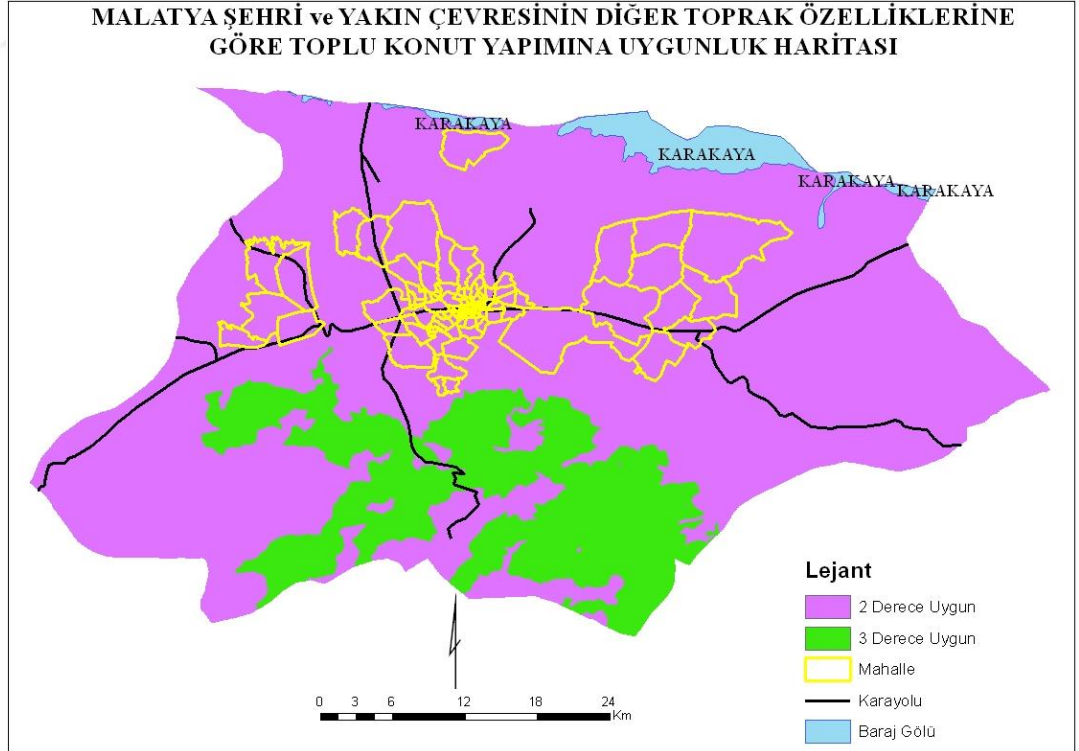 MALATYA ŞEHRİ ve YAKIN ÇEVRESİNİN DİĞER TOPRAK ÖZELLİKLERİNE
GÖRE TOPLU KONUT YAPIMINA UYGUNLUK HARİTASI
KARAKAYA
KARAKAYA
KARAKAYA
KARAKAYA
Lejant
2 Derece Uygun
3 Derece Uygun
Mahalle
Karayolu
Baraj Gölü
0 3 6 12 18 24
Km